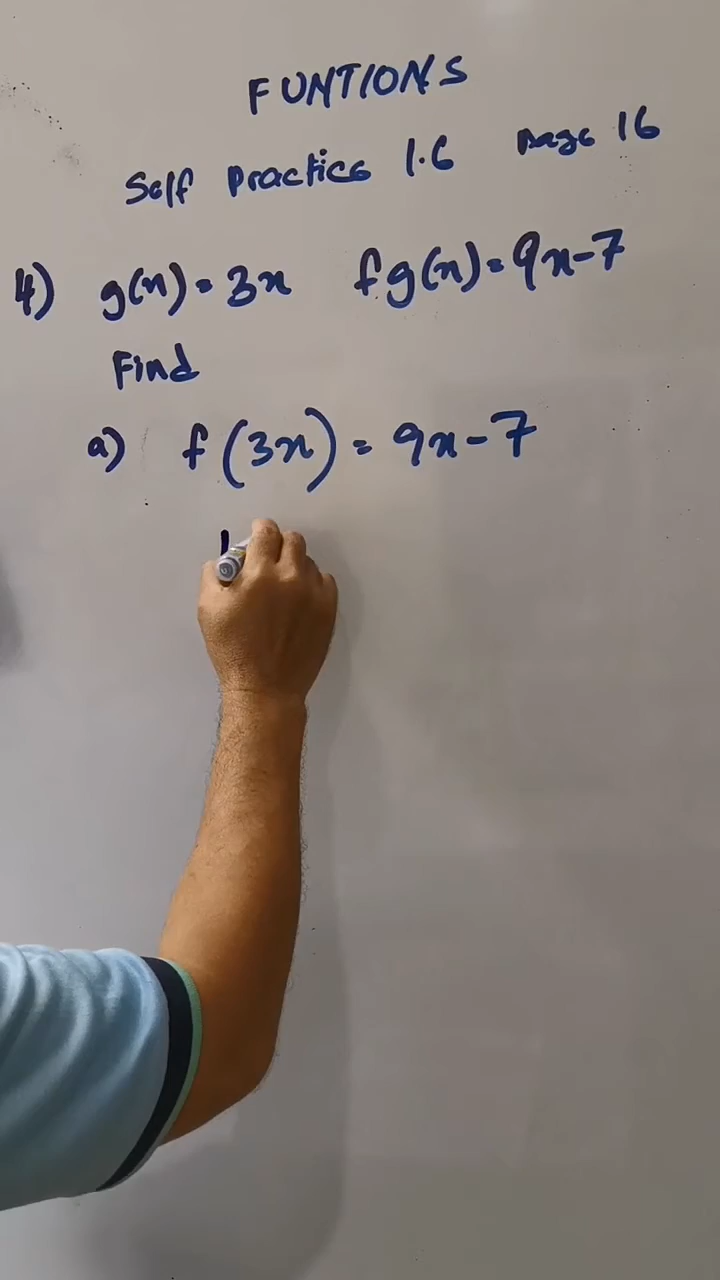 FUNTIONS
Self Practice 1.6 page 16
4) g(x) = 3x fg(x) = 9x-7
Find
a) f(3x) = 9x-7